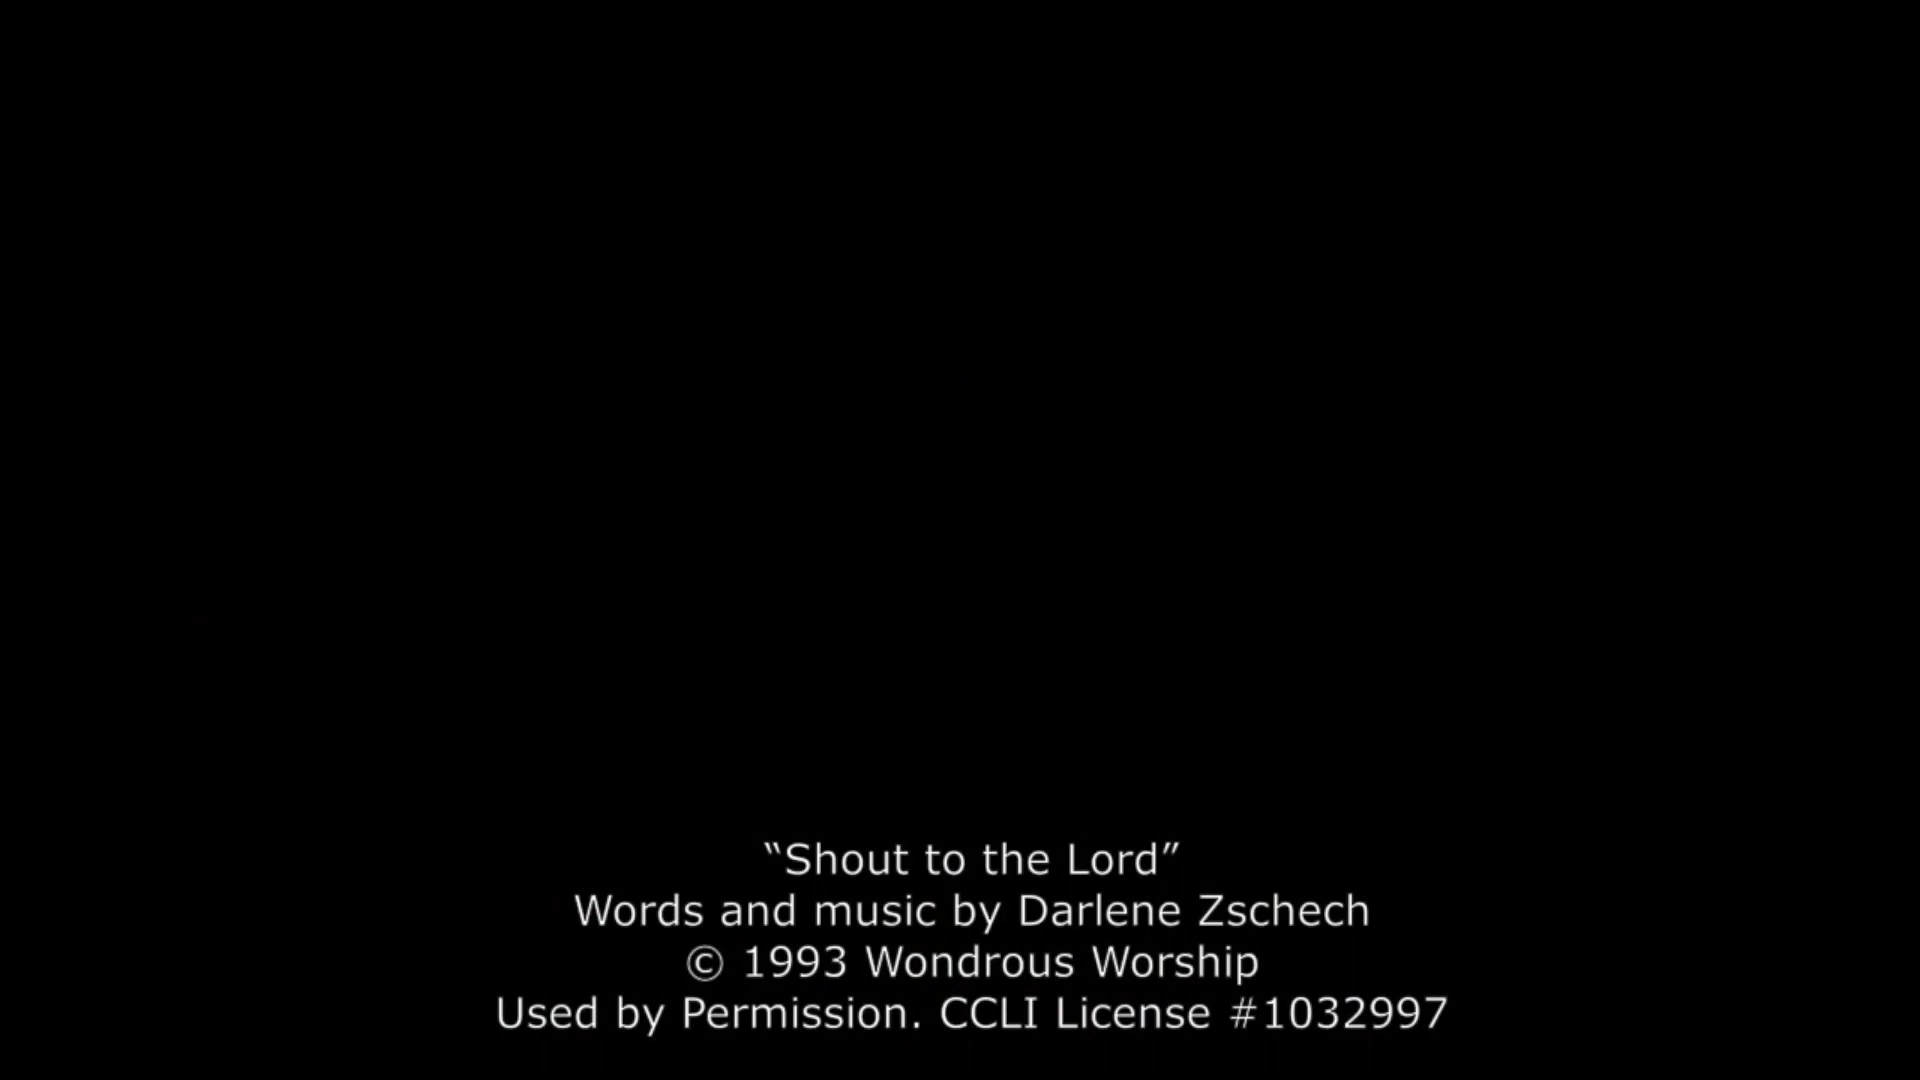 “Shout to the Lord”
Words and music by Darlene Zschech
© 1993 Wondrous Worship
Used by Permission. CCLI License #1032997